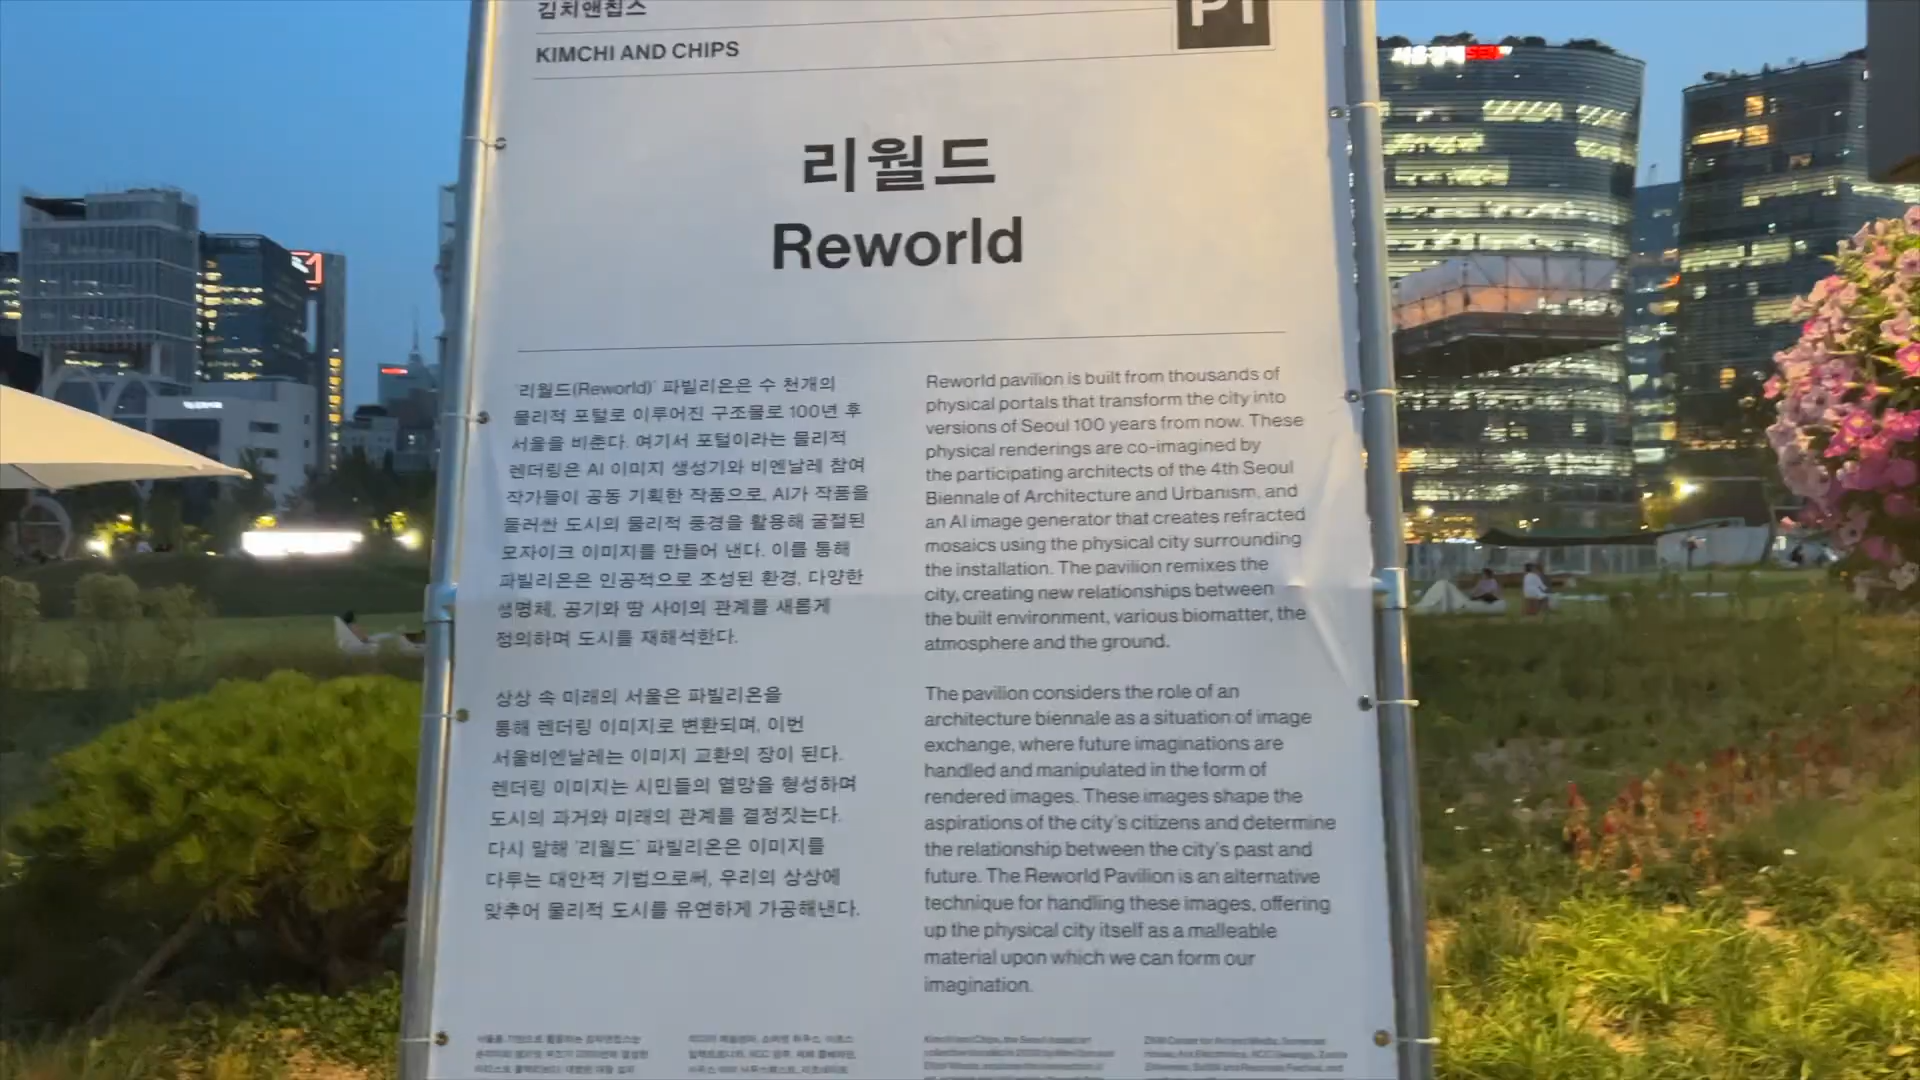 김치앤칩스
KIMCHI AND CHIPS
P1
리월드
Reworld
'리월드(Reworld)' 파빌리온은 수 천개의
물리적 포털로 이루어진 구조물로 100년 후
서울을 비춘다. 여기서 포털이라는 물리적
렌더링은 AI 이미지 생성기와 비엔날레 참여
작가들이 공동 기획한 작품으로, AI가 작품을
둘러싼 도시의 물리적 풍경을 활용해 굴절된
모자이크 이미지를 만들어 낸다. 이를 통해
파빌리온은 인공적으로 조성된 환경, 다양한
생명체, 공기와 땅 사이의 관계를 새롭게
정의하며 도시를 재해석한다.
상상 속 미래의 서울은 파빌리온을
통해 렌더링 이미지로 변환되며, 이번
서울비엔날레는 이미지 교환의 장이 된다.
렌더링 이미지는 시민들의 열망을 형성하며
도시의 과거와 미래의 관계를 결정짓는다.
다시 말해 '리월드' 파빌리온은 이미지를
다루는 대안적 기법으로써, 우리의 상상에
맞추어 물리적 도시를 유연하게 가공해낸다.
Reworld pavilion is built from thousands of
physical portals that transform the city into
versions of Seoul 100 years from now. These
physical renderings are co-imagined by
the participating architects of the 4th Seoul
Biennale of Architecture and Urbanism, and
an AI image generator that creates refracted
mosaics using the physical city surrounding
the installation. The pavilion remixes the
city, creating new relationships between
the built environment, various biomatter, the
atmosphere and the ground.
The pavilion considers the role of an
architecture biennale as a situation of image
exchange, where future imaginations are
handled and manipulated in the form of
rendered images. These images shape the
aspirations of the city's citizens and determine
the relationship between the city's past and
future. The Reworld Pavilion is an alternative
technique for handling these images, offering
up the physical city itself as a malleable
material upon which we can form our
imagination.